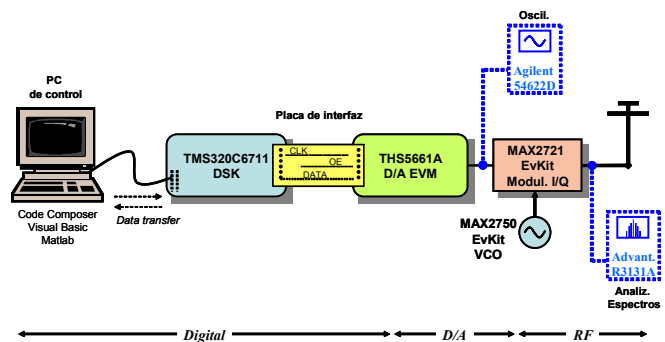 Oscil.
Agilent
54622D
PC
de control
Placa de interfaz
TMS320C6711
DSK
CLK
OE
DATA
THS5661A
D/A EVM
MAX2721
EvKit
Modul. I/Q
Code Composer
Visual Basic
Matlab
Data transfer
MAX2750
EvKit
VCO
Advant.
R3131A
Analiz.
Espectros
Digital
D/A
RF